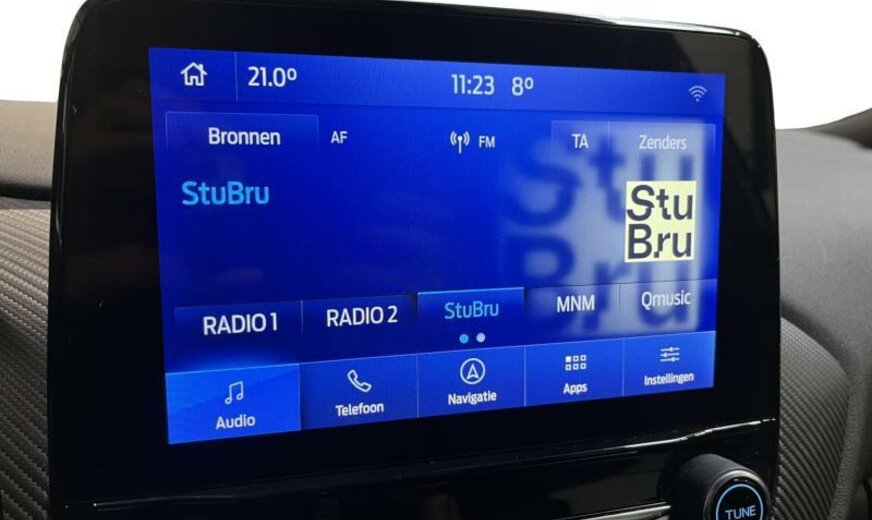 21.0° 11:23 8°
Bronnen AF FM TA Zenders
StuBru
Stu
Bru
RADIO 1 RADIO 2 StuBru MNM Qmusic
Audio Telefoon Navigatie Apps Instellingen
TUNE